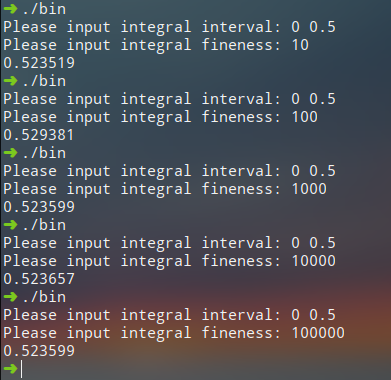 ➜ ./bin
Please input integral interval: 0 0.5
Please input integral fineness: 10
0.523519
➜ ./bin
Please input integral interval: 0 0.5
Please input integral fineness: 100
0.529381
➜ ./bin
Please input integral interval: 0 0.5
Please input integral fineness: 1000
0.523599
➜ ./bin
Please input integral interval: 0 0.5
Please input integral fineness: 10000
0.523657
➜ ./bin
Please input integral interval: 0 0.5
Please input integral fineness: 100000
0.523599
➜